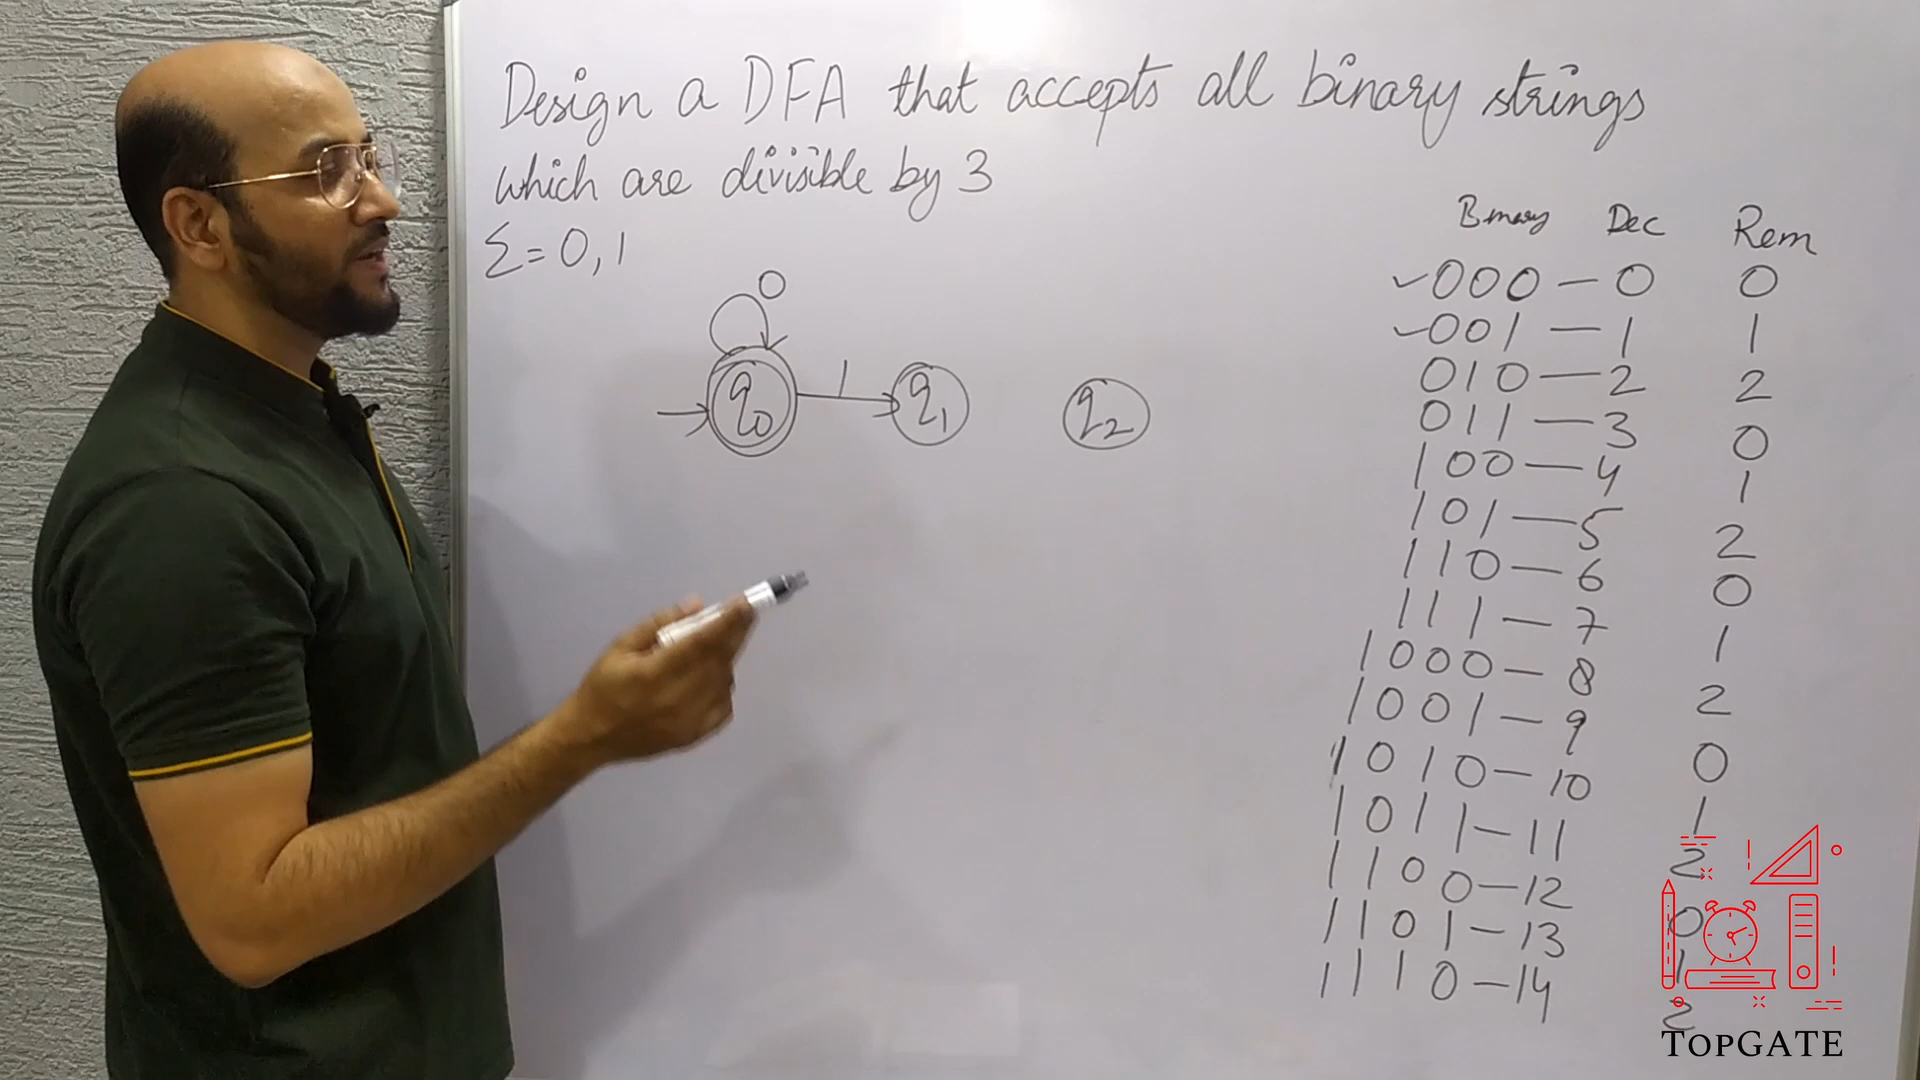 Design a DFA that accepts all binary strings
which are divisible by 3
Σ = 0, 1
0
q0
1
q1
q2
Binary Dec Rem
✓000 — 0 0
✓001 — 1 1
010 — 2 2
011 — 3 0
100 — 4 1
101 — 5 2
110 — 6 0
111 — 7 1
1000 — 8 2
1001 — 9 0
1010 — 10 1
1011 — 11 2
1100 — 12 0
1101 — 13 1
1110 — 14 2
TOPGATE